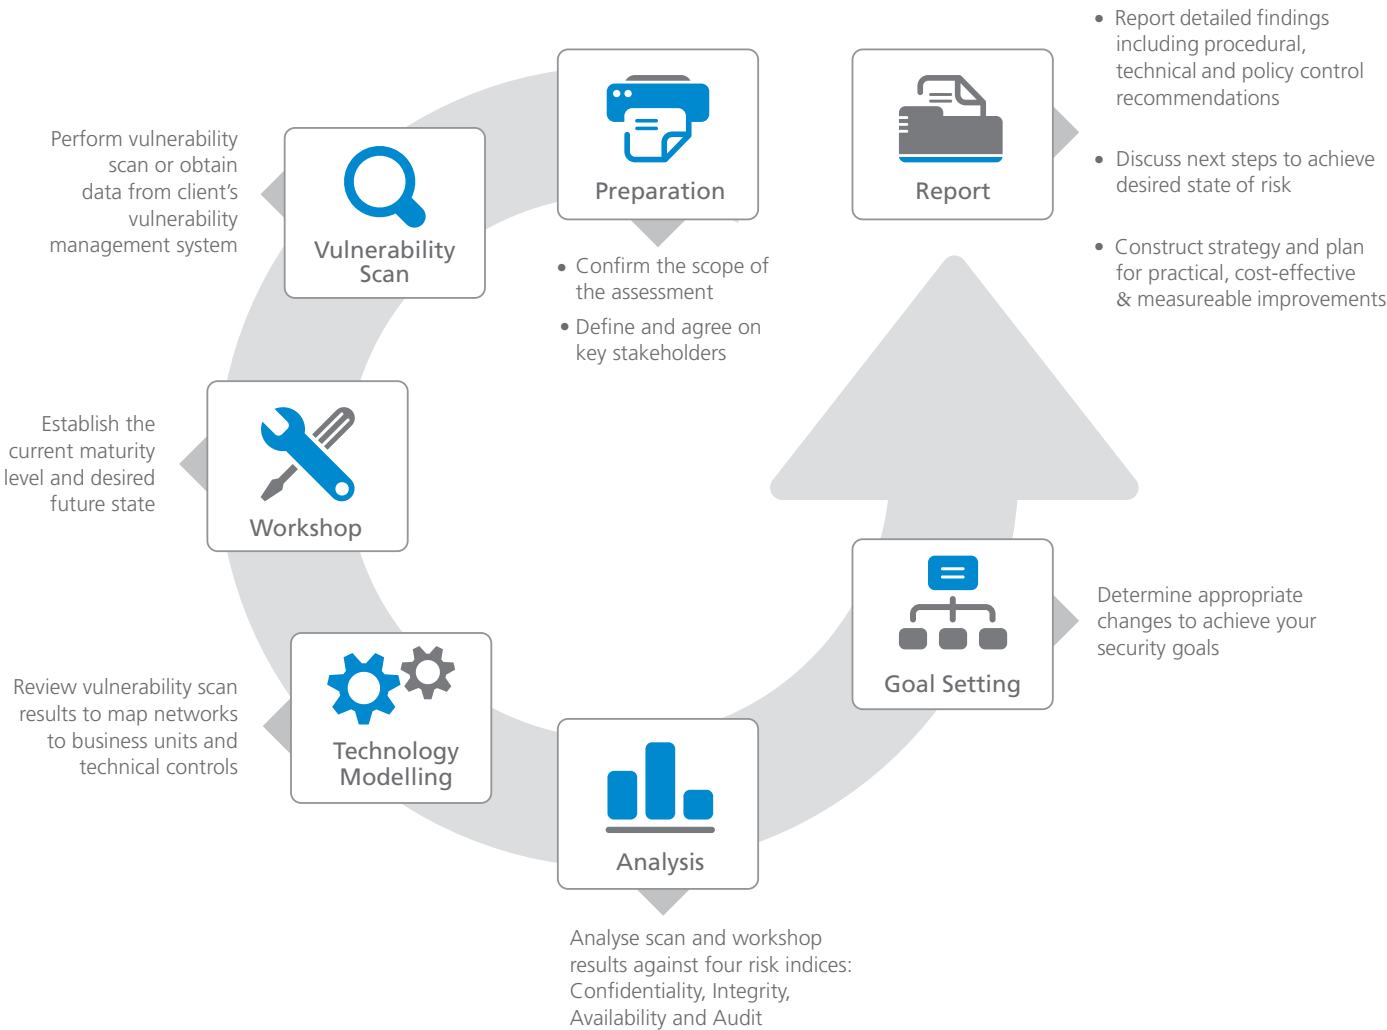 Preparation
• Confirm the scope of
the assessment
• Define and agree on
key stakeholders
Perform vulnerability
scan or obtain
data from client’s
vulnerability
management system
Vulnerability
Scan
Establish the
current maturity
level and desired
future state
Workshop
Review vulnerability scan
results to map networks
to business units and
technical controls
Technology
Modelling
Analysis
Analyse scan and workshop
results against four risk indices:
Confidentiality, Integrity,
Availability and Audit
Goal Setting
Determine appropriate
changes to achieve your
security goals
Report
• Report detailed findings
including procedural,
technical and policy control
recommendations
• Discuss next steps to achieve
desired state of risk
• Construct strategy and plan
for practical, cost-effective
& measureable improvements